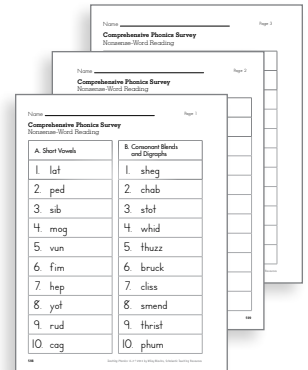 Name Page 3
Comprehensive Phonics Survey
Nonsense-Word Reading
Name Page 2
Comprehensive Phonics Survey
Nonsense-Word Reading
Name Page 1
Comprehensive Phonics Survey
Nonsense-Word Reading
A. Short Vowels
1. lat
2. ped
3. sib
4. mog
5. vun
6. fim
7. hep
8. yot
9. rud
10. cag
B. Consonant Blends
and Digraphs
1. sheg
2. chab
3. stot
4. whid
5. thuzz
6. bruck
7. cliss
8. smend
9. thrist
10. phum